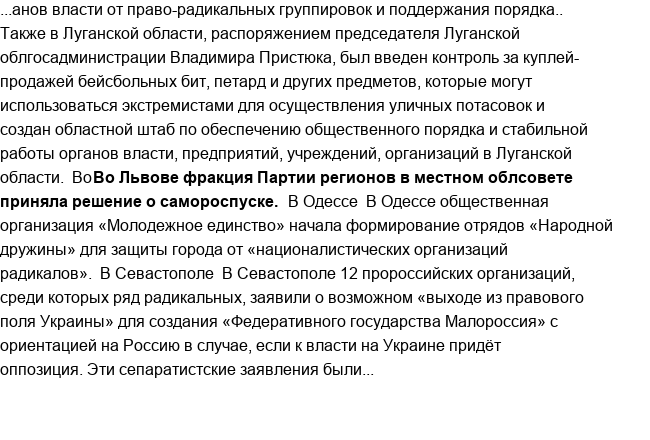 ...анов власти от право-радикальных группировок и поддержания порядка..
Также в Луганской области, распоряжением председателя Луганской
облгосадминистрации Владимира Пристюка, был введен контроль за куплей-
продажей бейсбольных бит, петард и других предметов, которые могут
использоваться экстремистами для осуществления уличных потасовок и
создан областной штаб по обеспечению общественного порядка и стабильной
работы органов власти, предприятий, учреждений, организаций в Луганской
области.  ВоВо Львове фракция Партии регионов в местном облсовете
приняла решение о самороспуске.  В Одессе  В Одессе общественная
организация «Молодежное единство» начала формирование отрядов «Народной
дружины» для защиты города от «националистических организаций
радикалов».  В Севастополе  В Севастополе 12 пророссийских организаций,
среди которых ряд радикальных, заявили о возможном «выходе из правового
поля Украины» для создания «Федеративного государства Малороссия» с
ориентацией на Россию в случае, если к власти на Украине придёт
оппозиция. Эти сепаратистские заявления были...